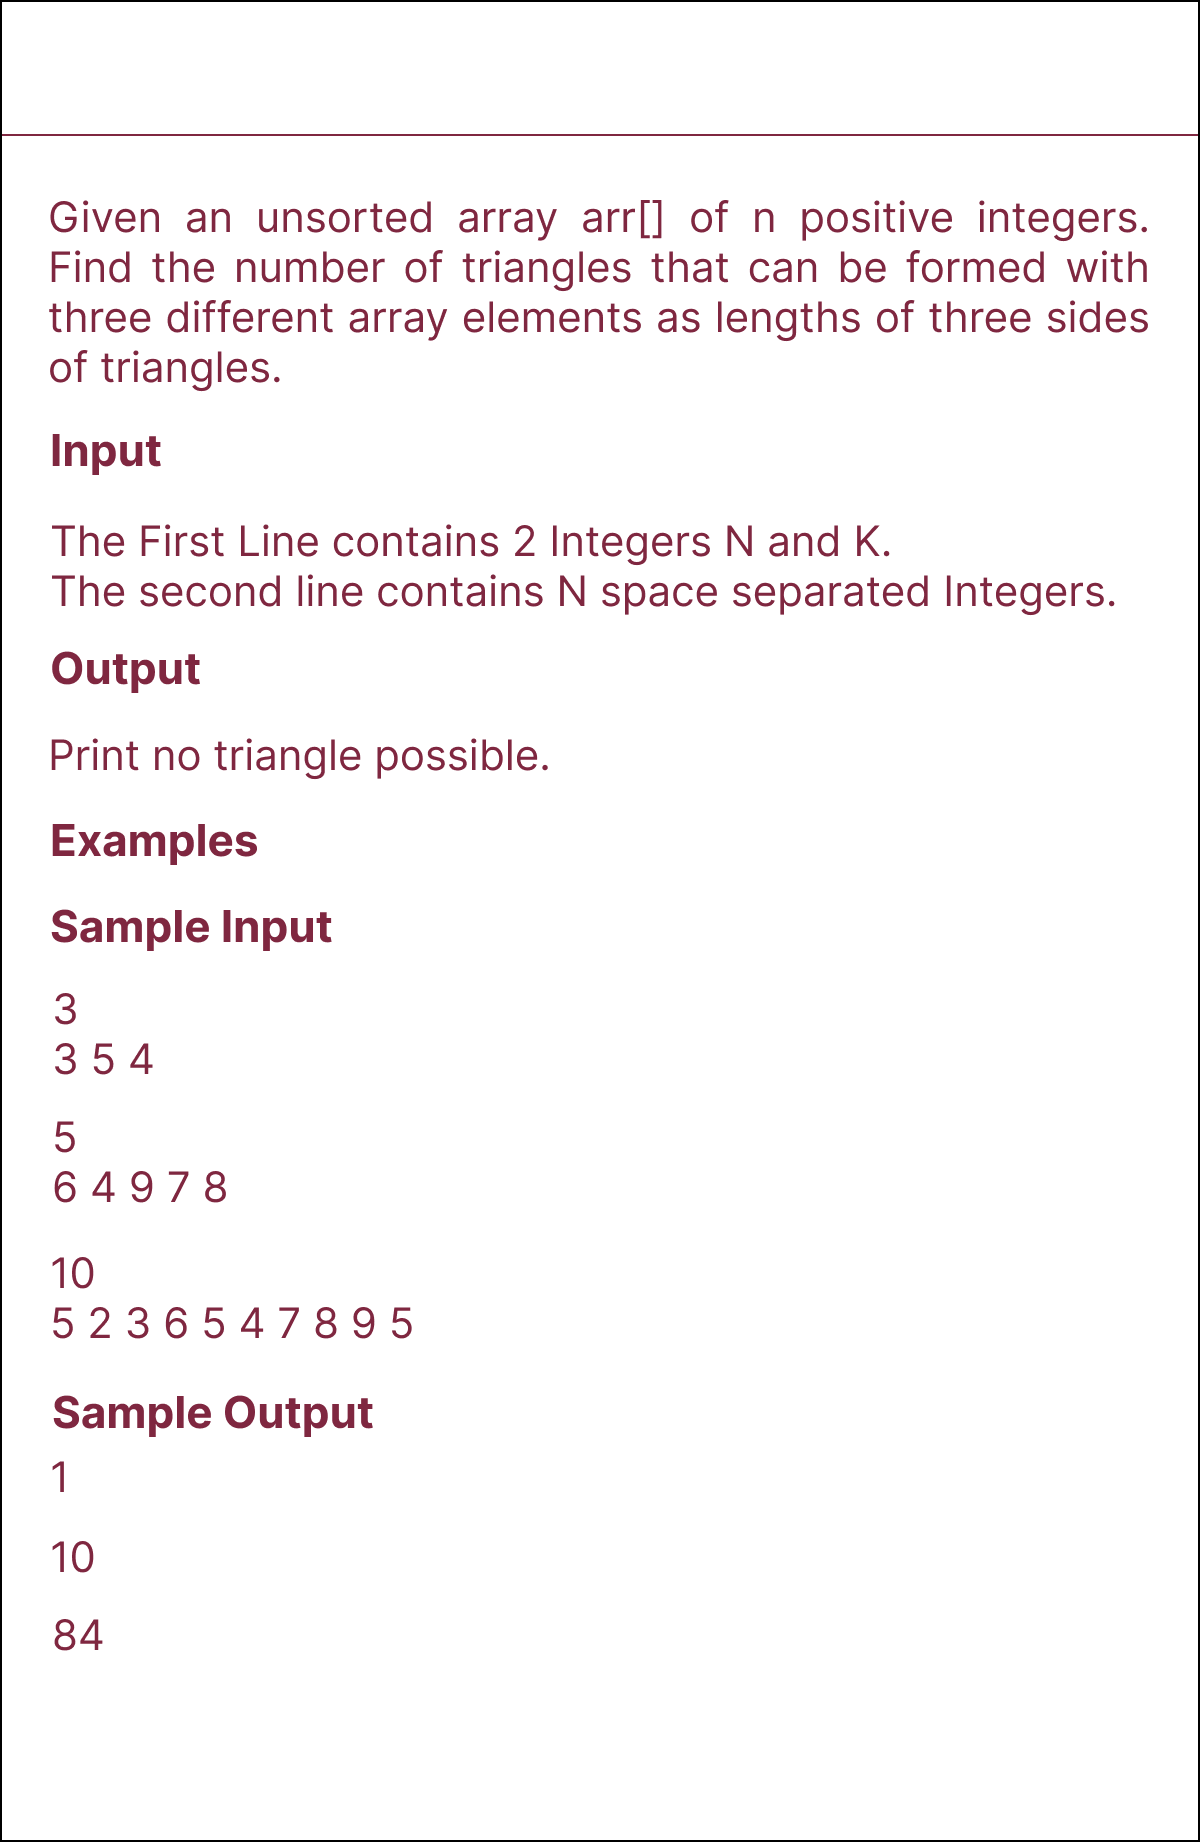 Given an unsorted array arr[] of n positive integers.
Find the number of triangles that can be formed with
three different array elements as lengths of three sides
of triangles.
Input
The First Line contains 2 Integers N and K.
The second line contains N space separated Integers.
Output
Print no triangle possible.
Examples
Sample Input
3
3 5 4
5
6 4 9 7 8
10
5 2 3 6 5 4 7 8 9 5
Sample Output
1
10
84